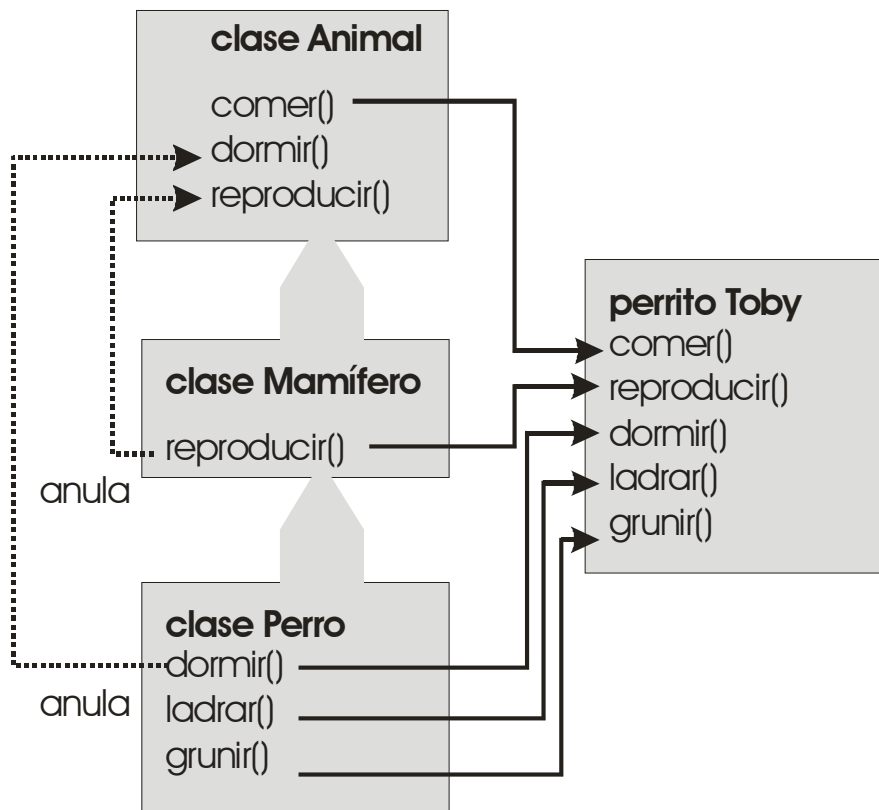 clase Animal
comer()
dormir()
reproducir()
clase Mamífero
reproducir()
anula
clase Perro
dormir()
ladrar()
grunir()
anula
perrito Toby
comer()
reproducir()
dormir()
ladrar()
grunir()